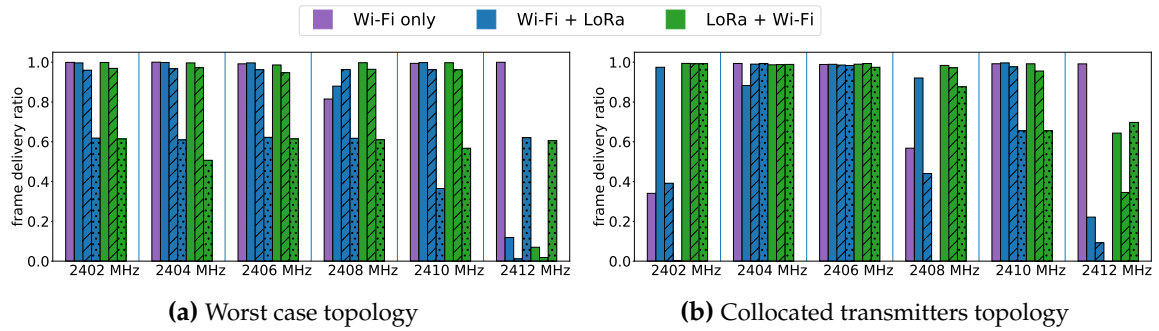 Wi-Fi only Wi-Fi + LoRa LoRa + Wi-Fi
frame delivery ratio
1.0
0.8
0.6
0.4
0.2
0.0
2402 MHz 2404 MHz 2406 MHz 2408 MHz 2410 MHz 2412 MHz
(a) Worst case topology
frame delivery ratio
1.0
0.8
0.6
0.4
0.2
0.0
2402 MHz 2404 MHz 2406 MHz 2408 MHz 2410 MHz 2412 MHz
(b) Collocated transmitters topology